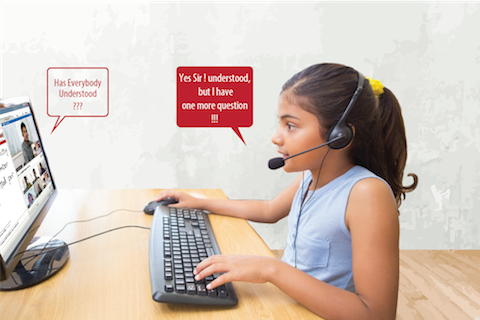 Has Everybody
Understood
???
Yes Sir ! understood,
but I have
one more question
!!!